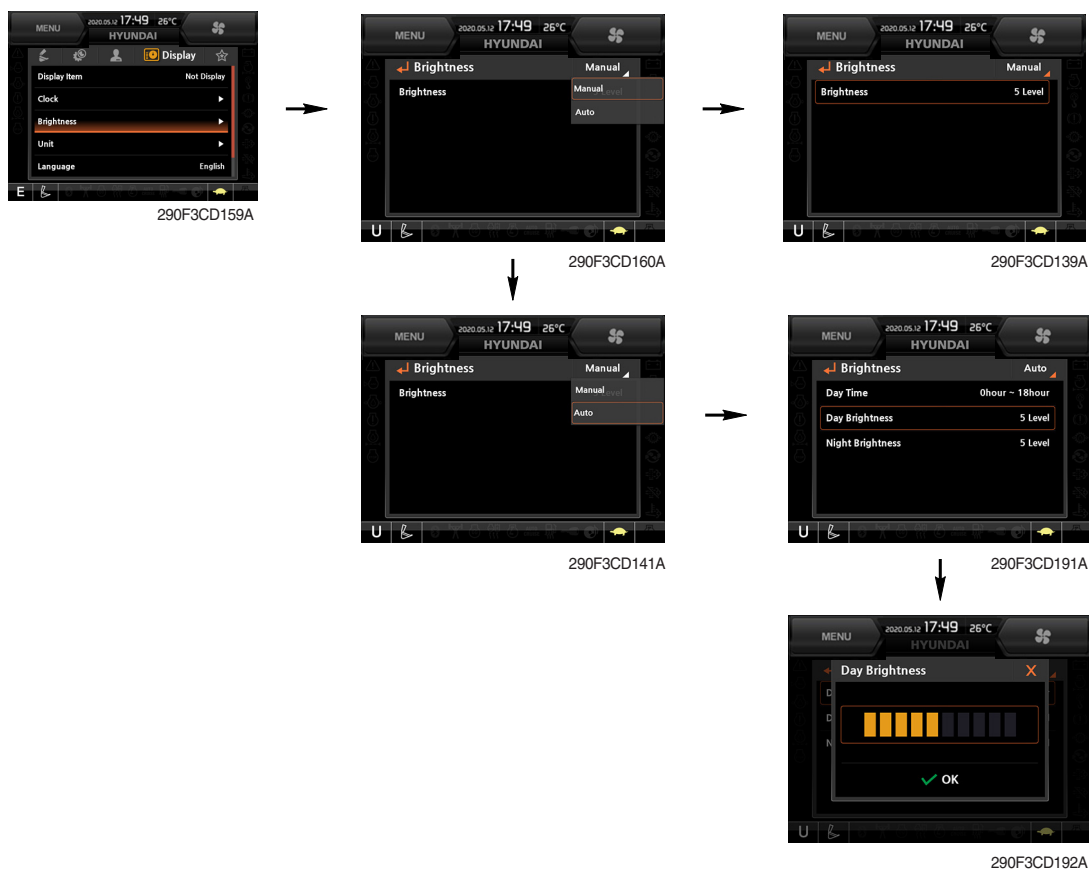 MENU
2020.05.12 17:49 26°C
HYUNDAI
Display
Display Item Not Display
Clock
Brightness
Unit
Language English
E
290F3CD159A
MENU
2020.05.12 17:49 26°C
HYUNDAI
Brightness Manual
Brightness Manual
Auto
U
290F3CD160A
MENU
2020.05.12 17:49 26°C
HYUNDAI
Brightness Manual
Brightness 5 Level
U
290F3CD139A
MENU
2020.05.12 17:49 26°C
HYUNDAI
Brightness Manual
Brightness Manual
Auto
U
290F3CD141A
MENU
2020.05.12 17:49 26°C
HYUNDAI
Brightness Auto
Day Time 0hour ~ 18hour
Day Brightness 5 Level
Night Brightness 5 Level
U
290F3CD191A
MENU
2020.05.12 17:49 26°C
HYUNDAI
Day Brightness X
OK
U
290F3CD192A